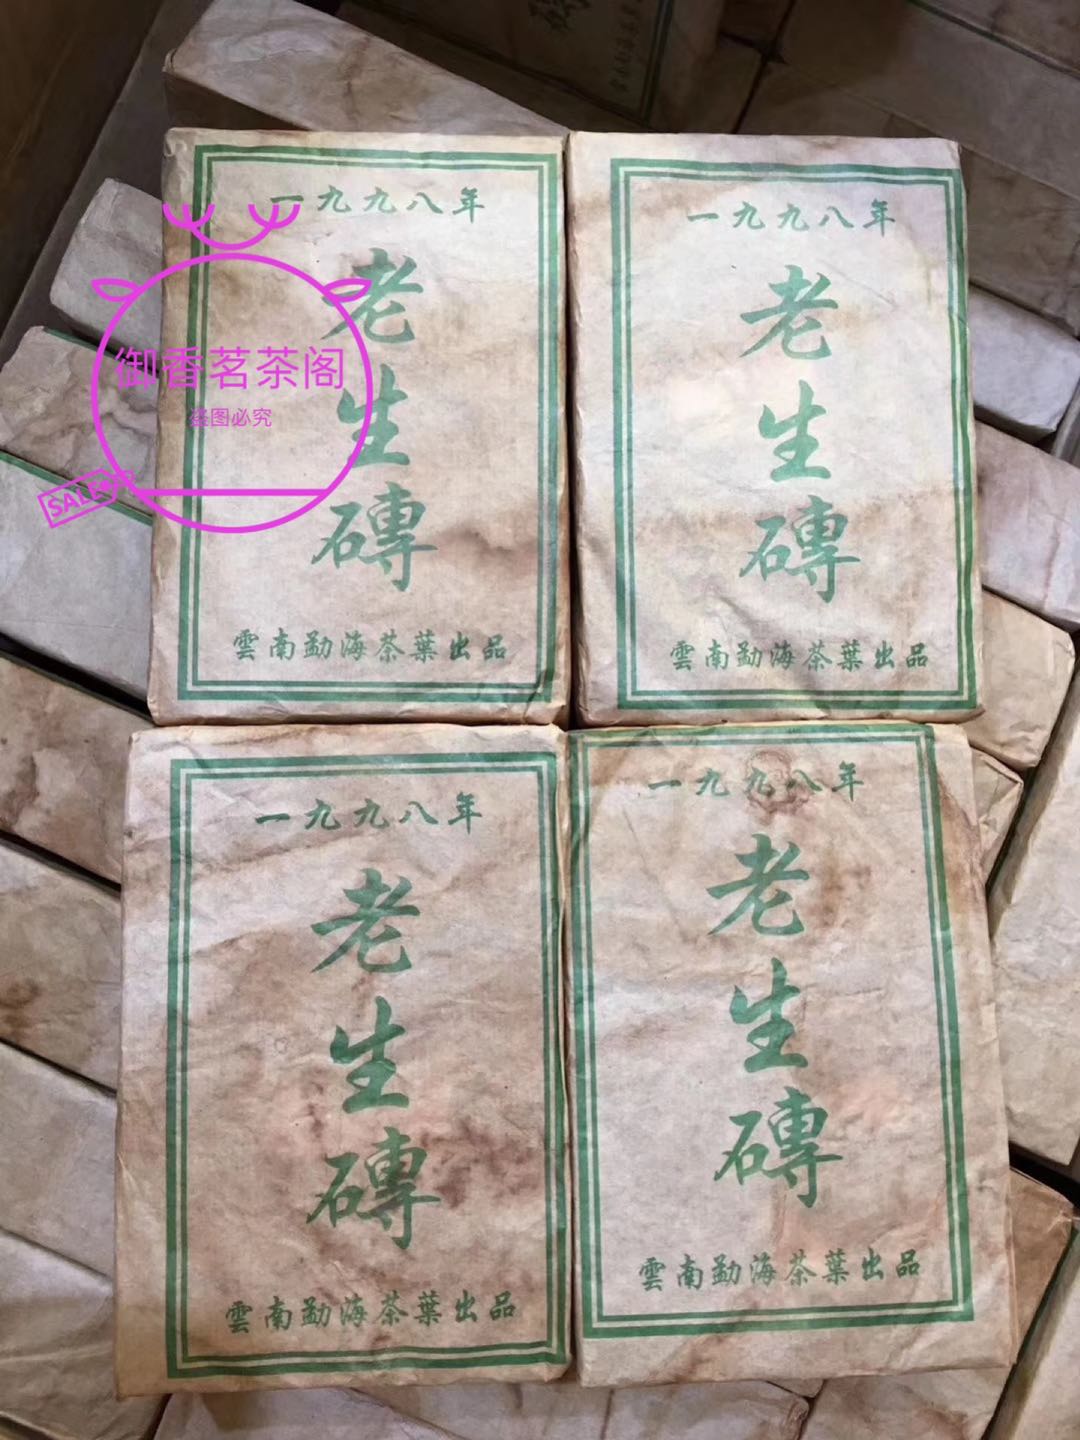 一九九八年
老生磚
雲南勐海茶葉出品
一九九八年
老生磚
雲南勐海茶葉出品
御香茗茶阁
盗图必究
SALE
一九九八年
老生磚
雲南勐海茶葉出品
一九九八年
老生磚
雲南勐海茶葉出品